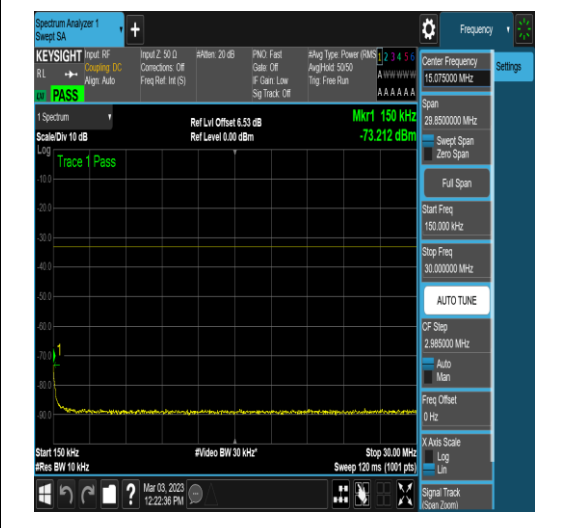 Spectrum Analyzer 1
Swept SA
+
Frequency
KEYSIGHT
RL
PASS
Input: RF
Coupling: DC
Align: Auto
Input Z: 50 Ω
Corrections: Off
Freq Ref: Int (S)
#Atten: 20 dB
PNO: Fast
Gate: Off
IF Gain: Low
Sig Track: Off
#Avg Type: Power (RMS
Avg|Hold: 50/50
Trig: Free Run
1 2 3 4 5 6
A W W W W W
A A A A A A
1 Spectrum
Scale/Div 10 dB
Ref Lvl Offset 6.53 dB
Ref Level 0.00 dBm
Mkr1 150 kHz
-73.212 dBm
Log
Trace 1 Pass
-10.0
-20.0
-30.0
-40.0
-50.0
-60.0
-70.0
-80.0
-90.0
1
Start 150 kHz
#Res BW 10 kHz
#Video BW 30 kHz*
Stop 30.00 MHz
Sweep 120 ms (1001 pts)
Center Frequency
15.075000 MHz
Settings
Span
29.8500000 MHz
Swept Span
Zero Span
Full Span
Start Freq
150.000 kHz
Stop Freq
30.000000 MHz
AUTO TUNE
CF Step
2.985000 MHz
Auto
Man
Freq Offset
0 Hz
X Axis Scale
Log
Lin
Signal Track
(Span Zoom)
?
Mar 03, 2023
12:22:36 PM